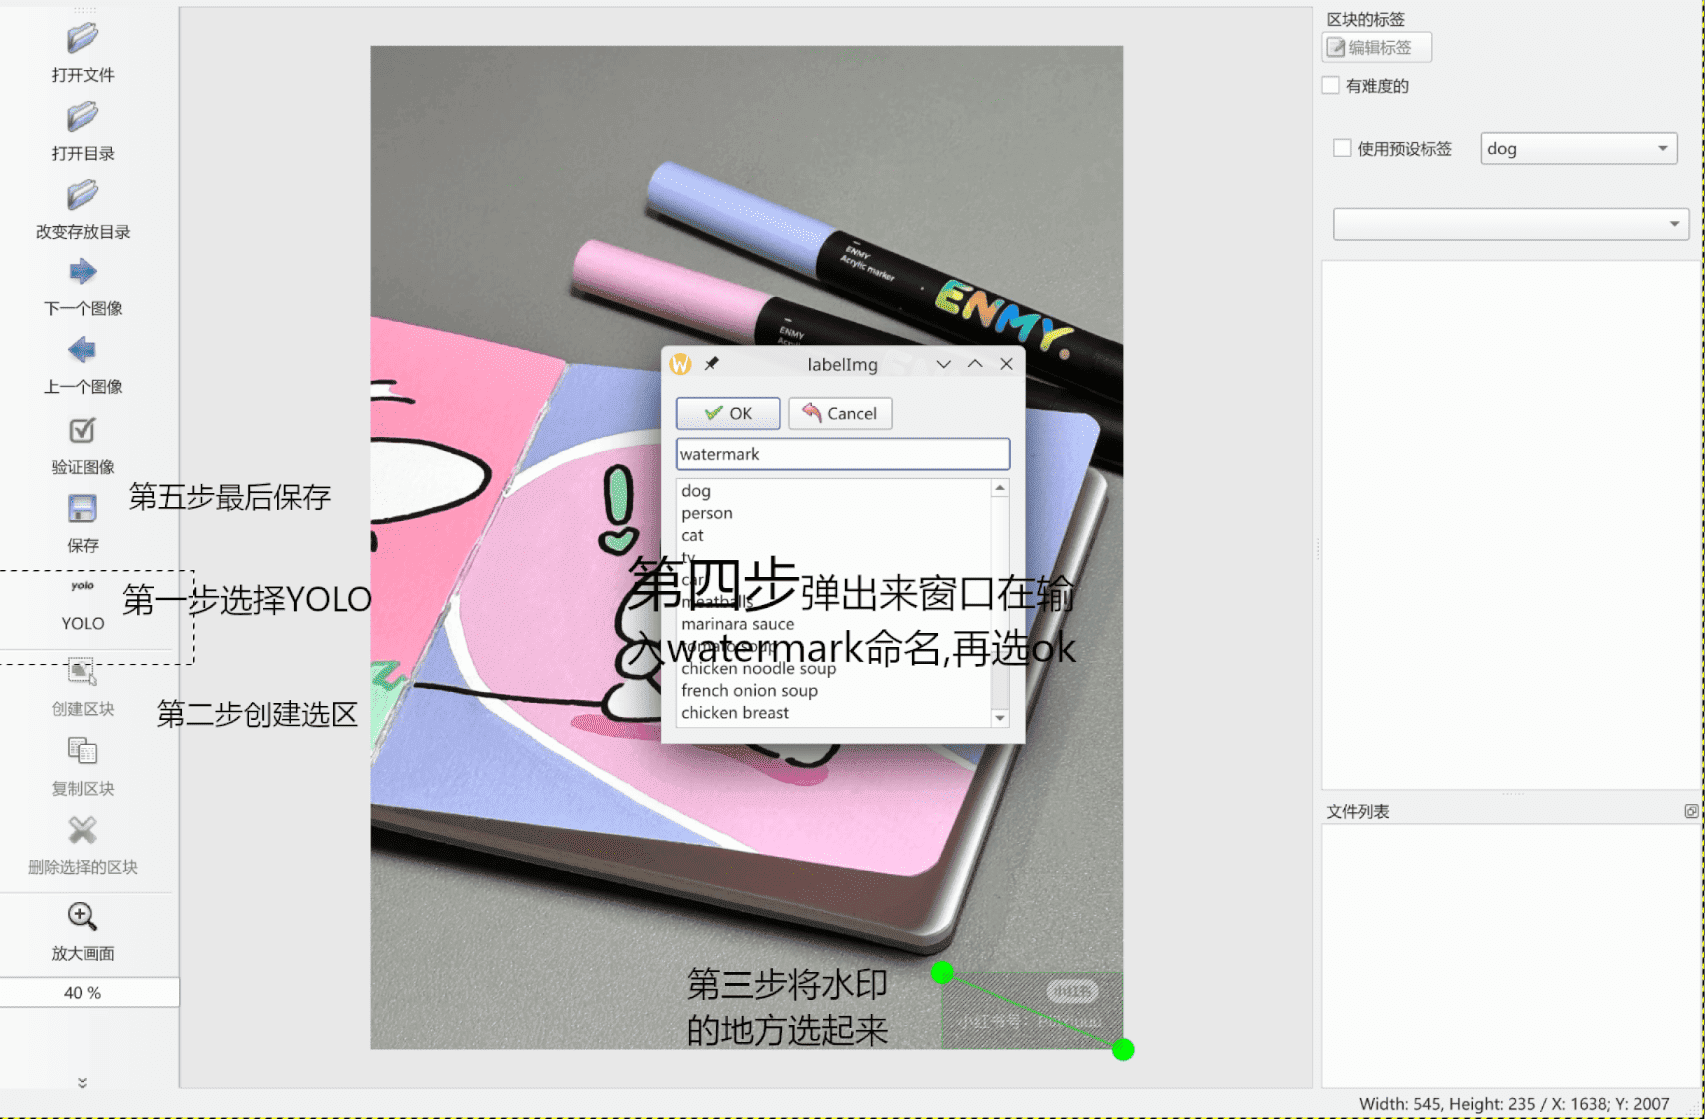 打开文件
打开目录
改变存放目录
下一个图像
上一个图像
验证图像
保存
yolo
YOLO
创建区块
复制区块
删除选择的区块
放大画面
40 %
第五步最后保存
第一步选择YOLO
第二步创建选区
ENMY
Acrylic marker
ENMY.
ENMY
labelImg
OK
Cancel
watermark
dog
person
cat
tv
car
meatballs
marinara sauce
tomato soup
chicken noodle soup
french onion soup
chicken breast
第四步弹出来窗口在输
入watermark命名,再选ok
第三步将水印
的地方选起来
小红书
小红书号:
区块的标签
编辑标签
有难度的
使用预设标签
dog
文件列表
Width: 545, Height: 235 / X: 1638; Y: 2007